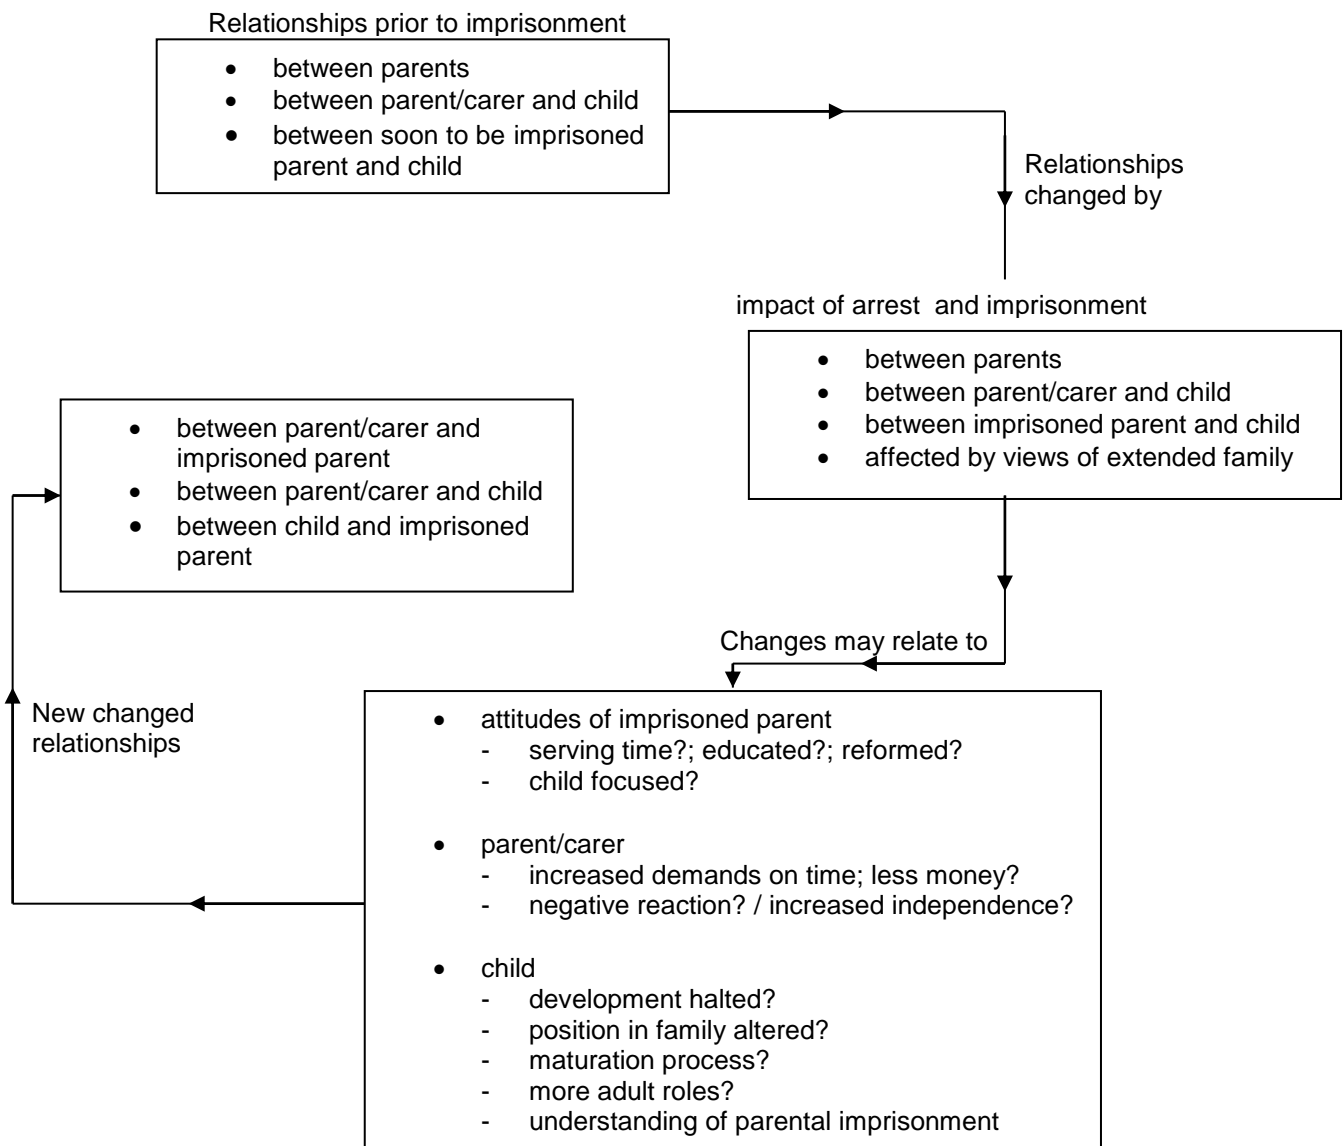 Relationships prior to imprisonment
• between parents
• between parent/carer and child
• between soon to be imprisoned
parent and child
Relationships
changed by
impact of arrest and imprisonment
• between parents
• between parent/carer and child
• between imprisoned parent and child
• affected by views of extended family
Changes may relate to
• attitudes of imprisoned parent
- serving time?; educated?; reformed?
- child focused?
• parent/carer
- increased demands on time; less money?
- negative reaction? / increased independence?
• child
- development halted?
- position in family altered?
- maturation process?
- more adult roles?
- understanding of parental imprisonment
New changed
relationships
• between parent/carer and
imprisoned parent
• between parent/carer and child
• between child and imprisoned
parent